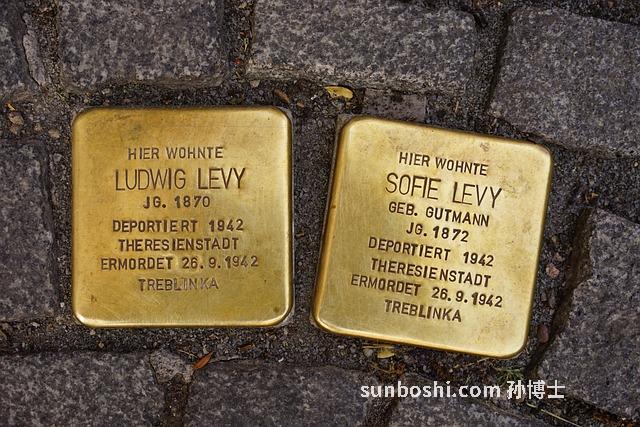 HIER WOHNTE
LUDWIG LEVY
JG. 1870
DEPORTIERT 1942
THERESIENSTADT
ERMORDET 26.9.1942
TREBLINKA
HIER WOHNTE
SOFIE LEVY
GEB. GUTMANN
JG. 1872
DEPORTIERT 1942
THERESIENSTADT
ERMORDET 26.9.1942
TREBLINKA
sunboshi.com 孙博士